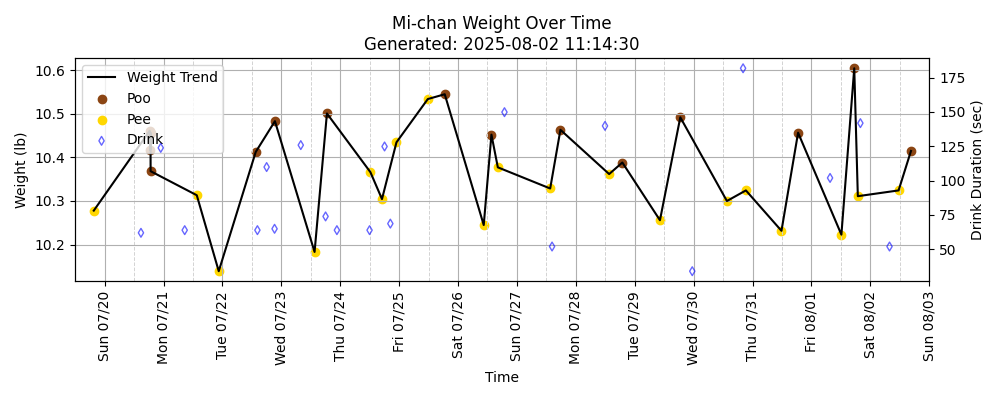 Mi-chan Weight Over Time
Generated: 2025-08-02 11:14:30
Weight Trend
Poo
Pee
Drink
Weight (lb)
10.6
10.5
10.4
10.3
10.2
175
150
125
100
75
50
Drink Duration (sec)
Sun 07/20
Mon 07/21
Tue 07/22
Wed 07/23
Thu 07/24
Fri 07/25
Sat 07/26
Sun 07/27
Mon 07/28
Tue 07/29
Wed 07/30
Thu 07/31
Fri 08/01
Sat 08/02
Sun 08/03
Time